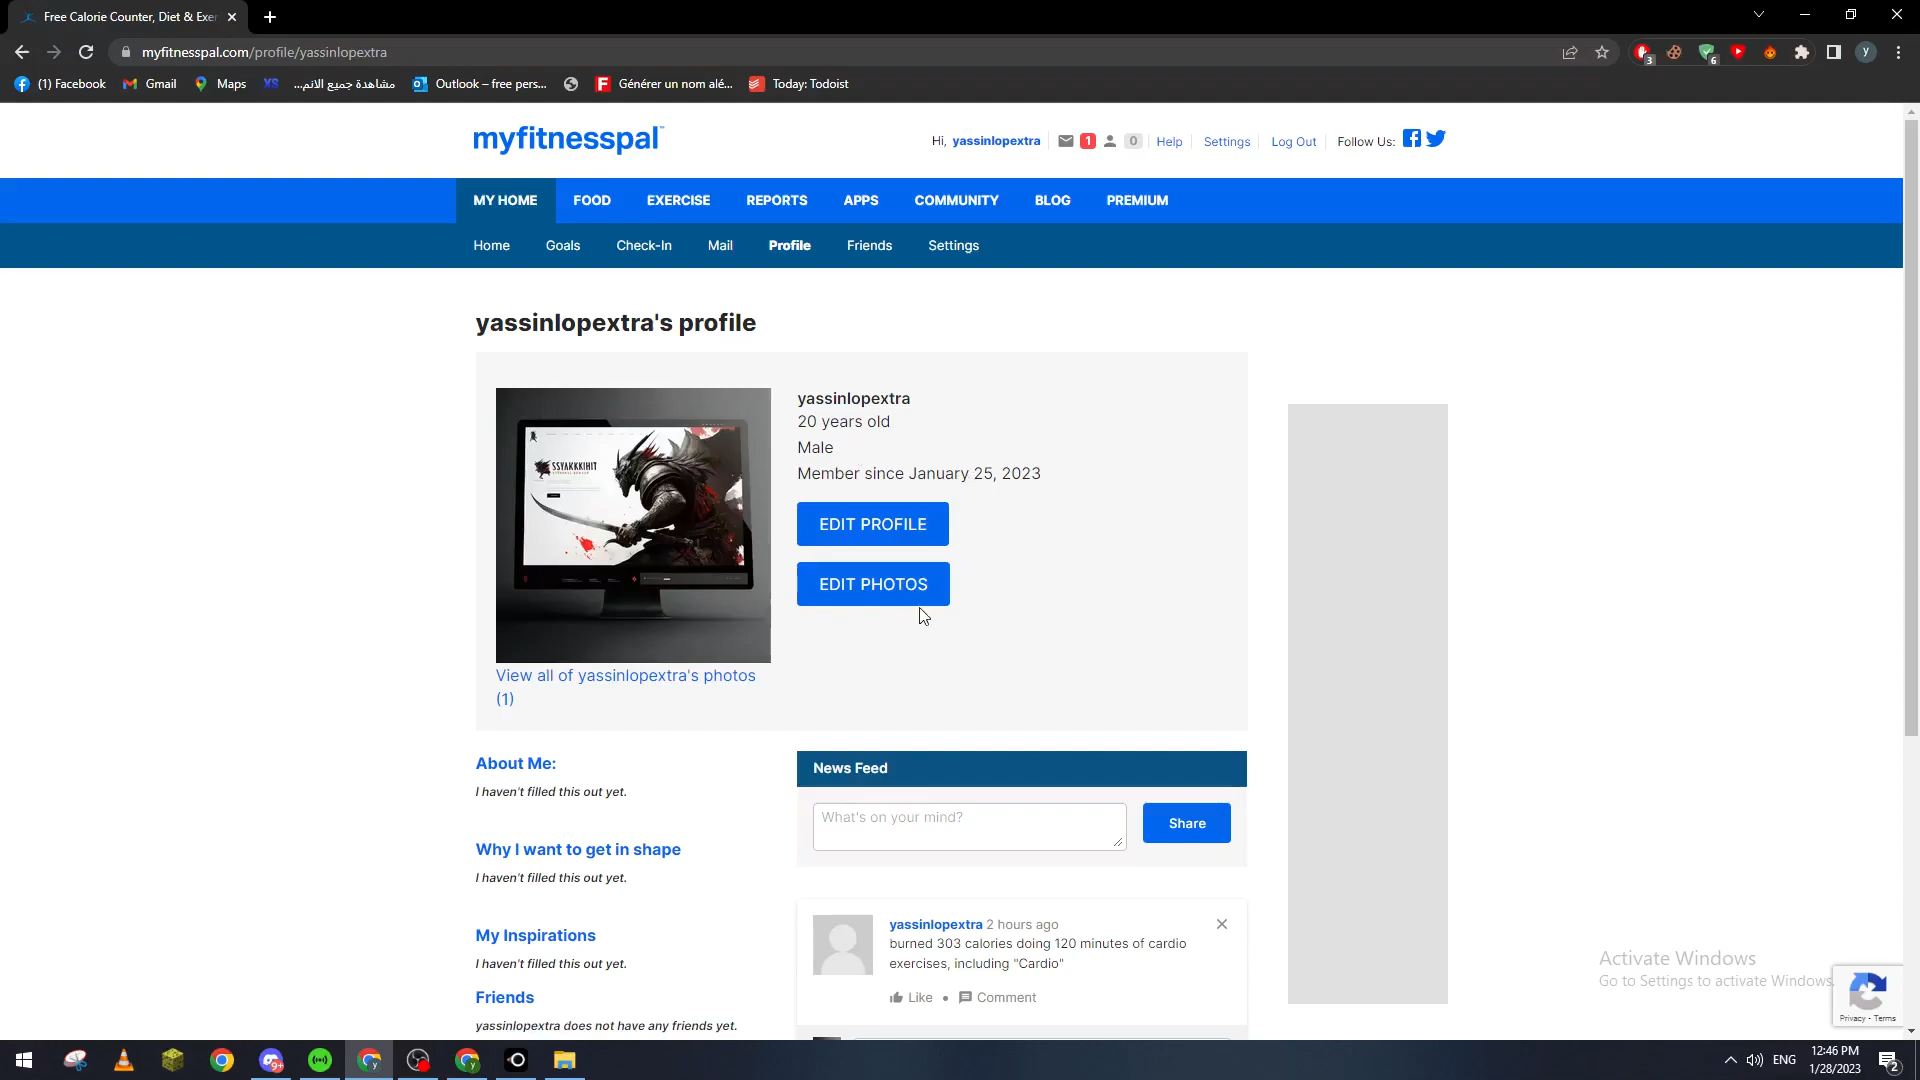 Free Calorie Counter, Diet & Exer
myfitnesspal.com/profile/yassinlopextra
3
6
y
(1) Facebook
Gmail
Maps
XS
مشاهدة جميع الانم...
Outlook – free pers...
Générer un nom alé...
Today: Todoist
myfitnesspal
Hi, yassinlopextra
1
0
Help
Settings
Log Out
Follow Us:
MY HOME
FOOD
EXERCISE
REPORTS
APPS
COMMUNITY
BLOG
PREMIUM
Home
Goals
Check-In
Mail
Profile
Friends
Settings
yassinlopextra's profile
SSYAKKKIHIT
yassinlopextra
20 years old
Male
Member since January 25, 2023
EDIT PROFILE
EDIT PHOTOS
View all of yassinlopextra's photos
(1)
About Me:
I haven't filled this out yet.
Why I want to get in shape
I haven't filled this out yet.
My Inspirations
I haven't filled this out yet.
Friends
yassinlopextra does not have any friends yet.
News Feed
What's on your mind?
Share
yassinlopextra 2 hours ago
burned 303 calories doing 120 minutes of cardio
exercises, including "Cardio"
Like • Comment
Activate Windows
Go to Settings to activate Windows.
Privacy - Terms
9+
ENG
12:46 PM
1/28/2023
2